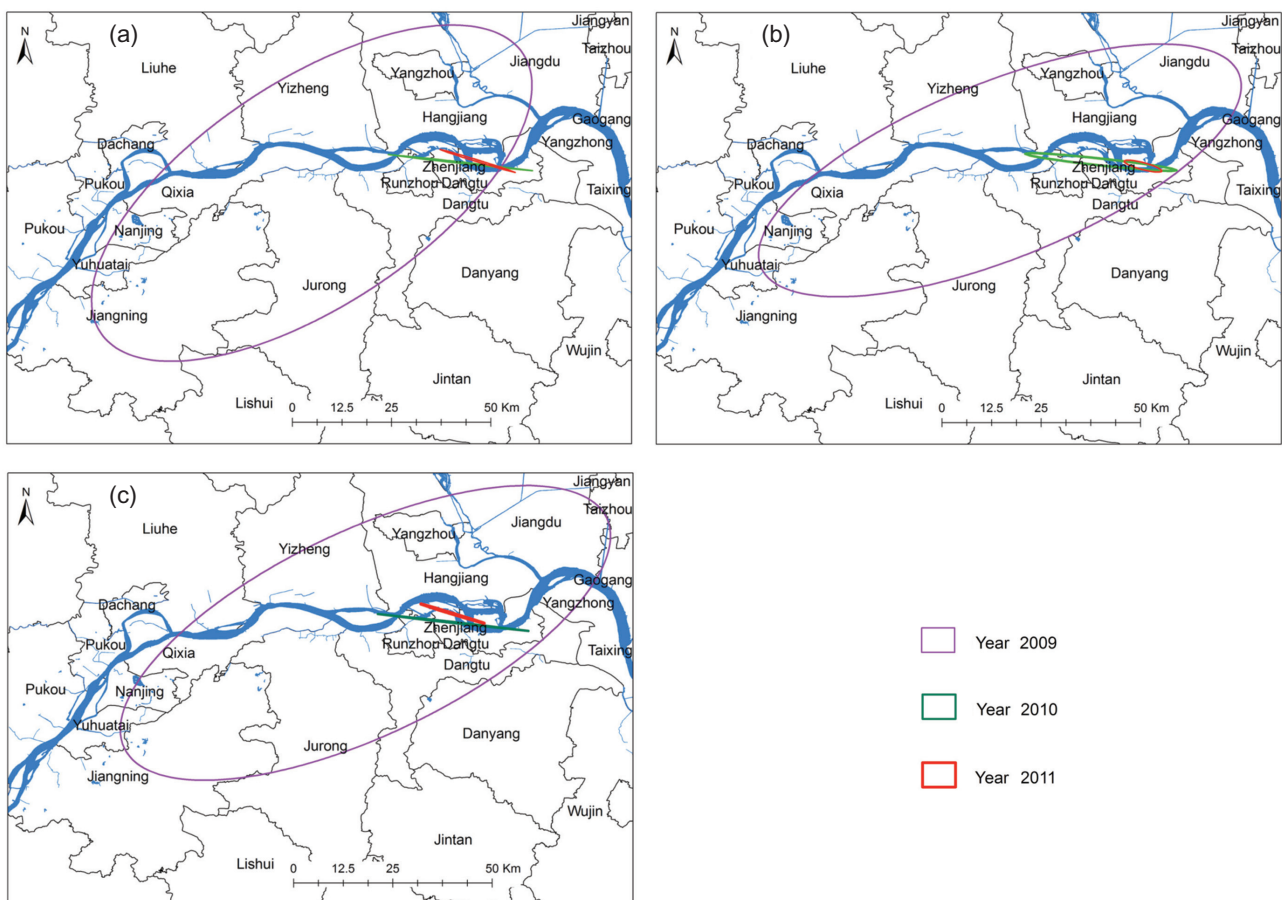 (a)
N
Liuhe
Yizheng
Yangzhou
Jiangdu
Jiangyan
Taizhou
Hangjiang
Gaogang
Yangzhong
Dachang
Pukou
Qixia
Zhenjiang
Runzhou Dangtu
Dangtu
Taixing
Pukou
Nanjing
Yuhuatai
Jurong
Danyang
Jiangning
Wujin
Jintan
Lishui
0 12.5 25 50 Km
(b)
N
Liuhe
Yizheng
Yangzhou
Jiangdu
Jiangyan
Taizhou
Hangjiang
Gaogang
Yangzhong
Dachang
Pukou
Qixia
Zhenjiang
Runzhou Dangtu
Dangtu
Taixing
Pukou
Nanjing
Yuhuatai
Jurong
Danyang
Jiangning
Wujin
Jintan
Lishui
0 12.5 25 50 Km
(c)
N
Liuhe
Yizheng
Yangzhou
Jiangdu
Jiangyan
Taizhou
Hangjiang
Gaogang
Yangzhong
Dachang
Pukou
Qixia
Zhenjiang
Runzhou Dangtu
Dangtu
Taixing
Pukou
Nanjing
Yuhuatai
Jurong
Danyang
Jiangning
Wujin
Jintan
Lishui
0 12.5 25 50 Km
Year 2009
Year 2010
Year 2011